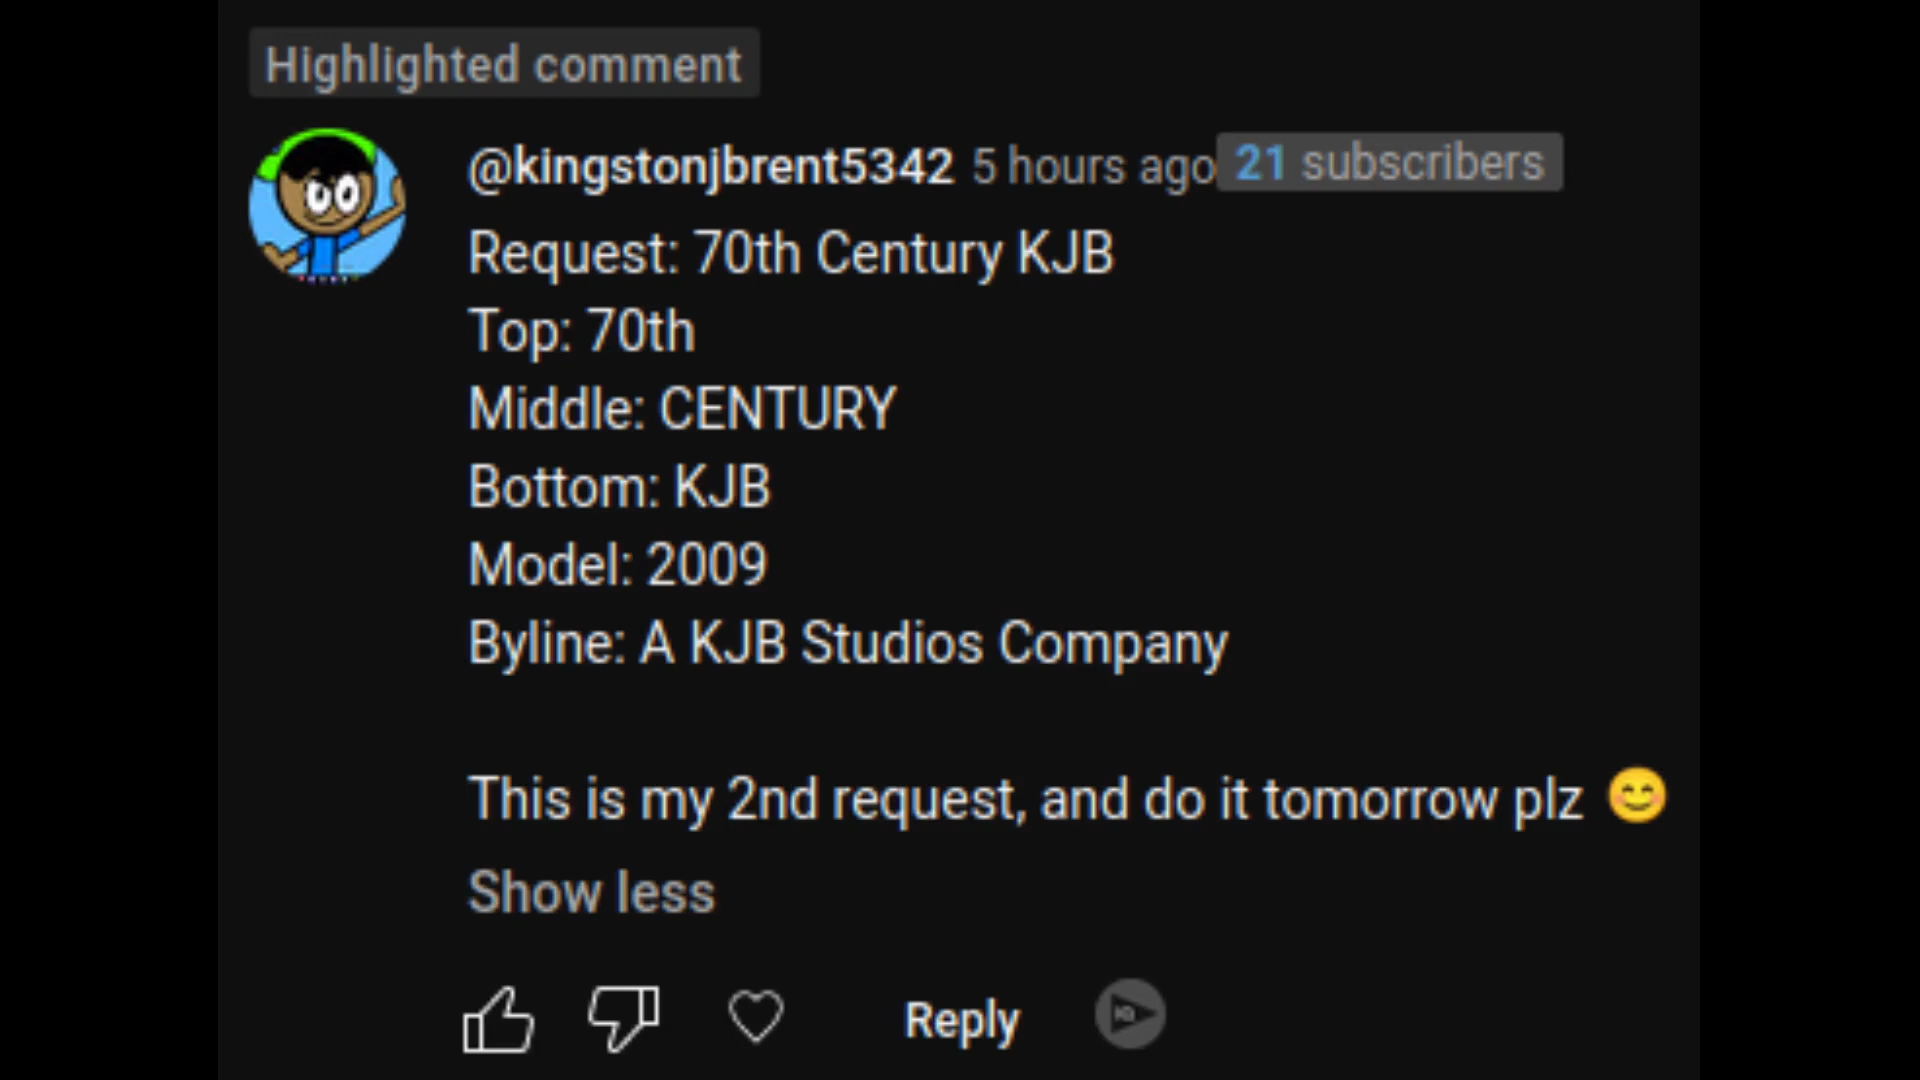 Highlighted comment
@kingstonjbrent5342 5 hours ago 21 subscribers
Request: 70th Century KJB
Top: 70th
Middle: CENTURY
Bottom: KJB
Model: 2009
Byline: A KJB Studios Company
This is my 2nd request, and do it tomorrow plz 😊
Show less
Reply